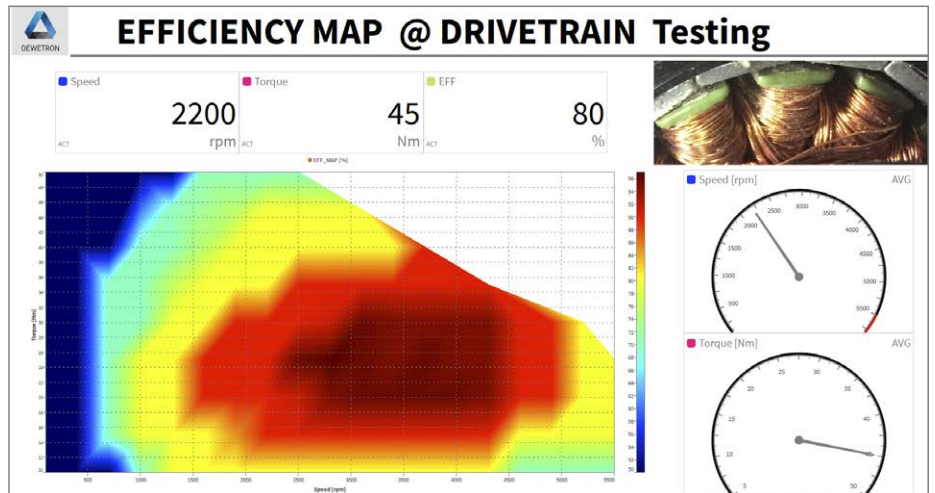 DEWETRON
EFFICIENCY MAP @ DRIVETRAIN Testing
Speed
2200
ACT
rpm
Torque
45
ACT
Nm
EFF
80
ACT
%
EFF_MAP [%]
Torque [Nm]
500
1000
1500
2000
2500
3000
3500
4000
4500
5000
5500
Speed [rpm]
Speed [rpm]
AVG
500
1000
1500
2000
2500
3000
3500
4000
4500
5000
5500
Torque [Nm]
AVG
5
10
15
20
25
30
35
40
45
50